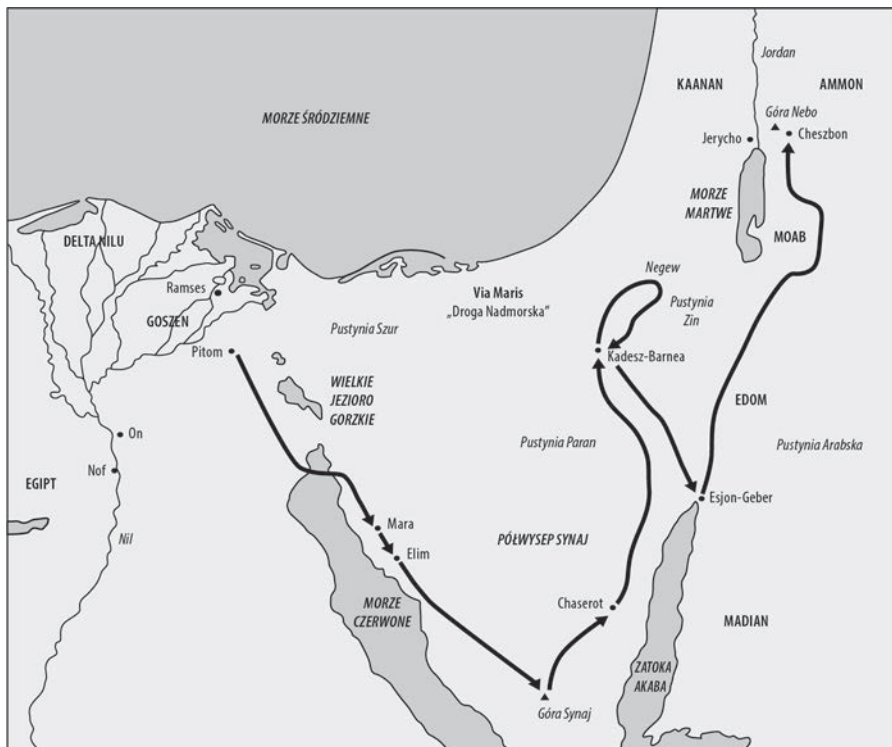 Jordan
KAANAN
AMMON
Góra Nebo
Jerycho
Cheszbon
MORZE ŚRÓDZIEMNE
MORZE
MARTWE
DELTA NILU
MOAB
Ramses
GOSZEN
Negew
Via Maris
„Droga Nadmorska”
Pustynia
Zin
Pustynia Szur
Pitom
Kadesz-Barnea
WIELKIE
JEZIORO
GORZKIE
EDOM
On
Pustynia Paran
Pustynia Arabska
Nof
EGIPT
Esjon-Geber
Mara
Nil
PÓŁWYSEP SYNAJ
Elim
Chaserot
MORZE
CZERWONE
MADIAN
ZATOKA
AKABA
Góra Synaj